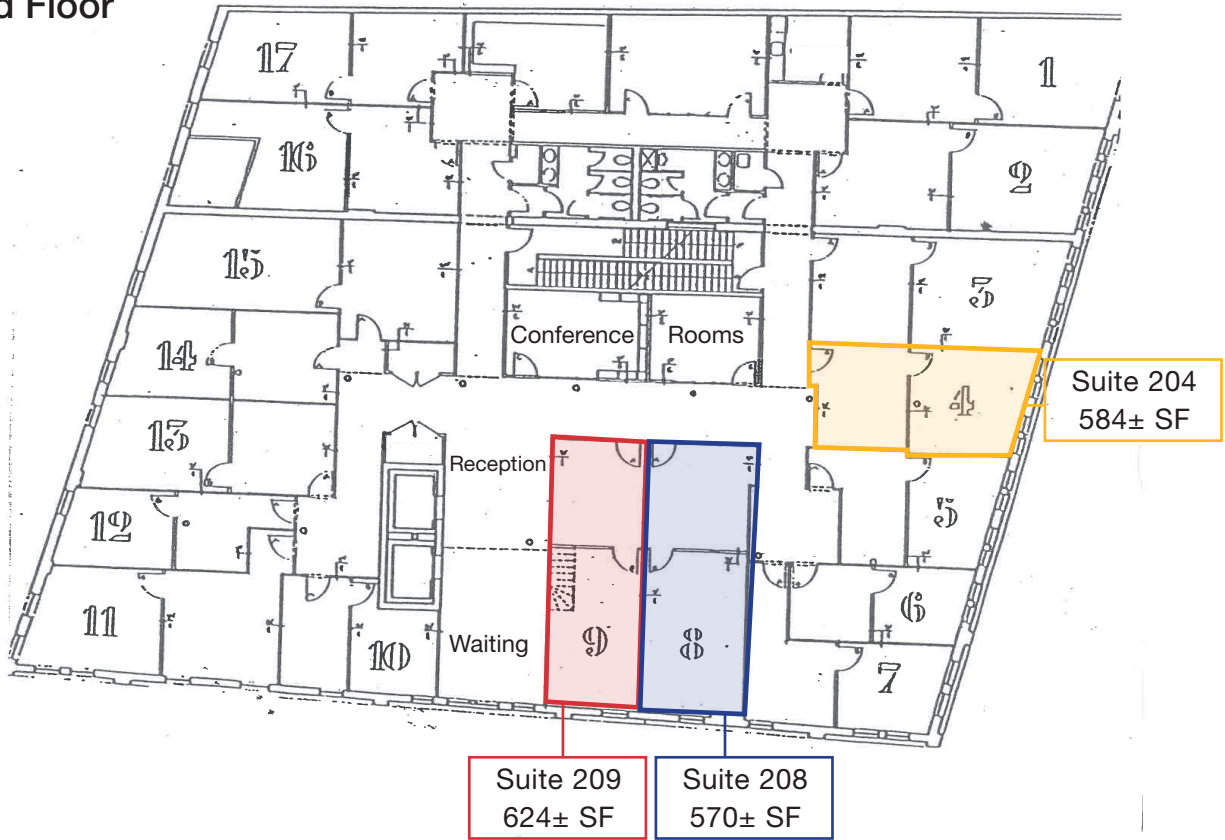 d Floor
17
1
16
2
15
3
Conference
Rooms
14
4
Suite 204
584± SF
13
Reception
12
5
11
10
Waiting
9
8
6
7
Suite 209
624± SF
Suite 208
570± SF